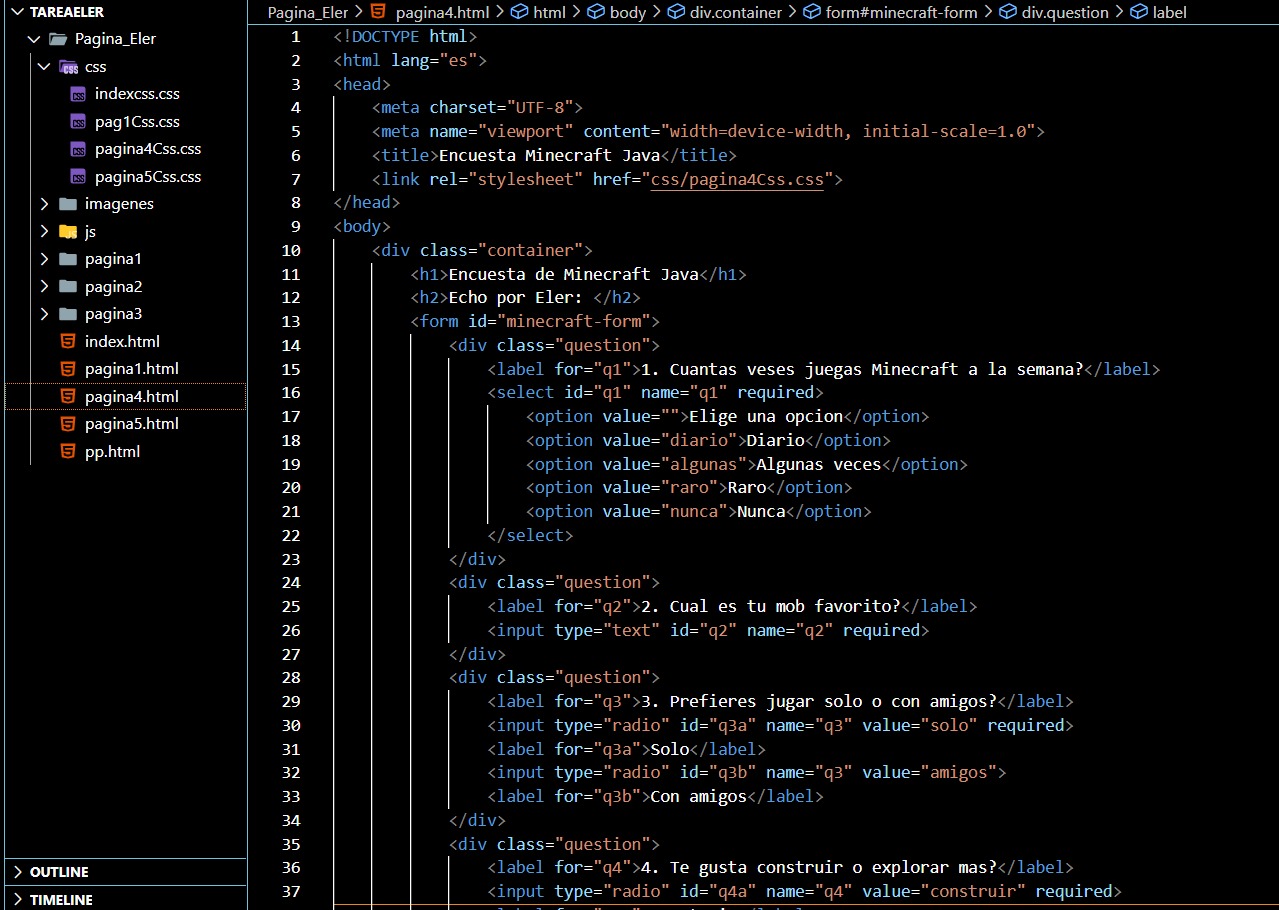 TAREAELER
Pagina_Eler
css
indexcss.css
pag1Css.css
pagina4Css.css
pagina5Css.css
imagenes
js
pagina1
pagina2
pagina3
index.html
pagina1.html
pagina4.html
pagina5.html
pp.html
OUTLINE
TIMELINE
Pagina_Eler > pagina4.html > html > body > div.container > form#minecraft-form > div.question > label
1 <!DOCTYPE html>
2 <html lang="es">
3 <head>
4 <meta charset="UTF-8">
5 <meta name="viewport" content="width=device-width, initial-scale=1.0">
6 <title>Encuesta Minecraft Java</title>
7 <link rel="stylesheet" href="css/pagina4Css.css">
8 </head>
9 <body>
10 <div class="container">
11 <h1>Encuesta de Minecraft Java</h1>
12 <h2>Echo por Eler: </h2>
13 <form id="minecraft-form">
14 <div class="question">
15 <label for="q1">1. Cuantas veses juegas Minecraft a la semana?</label>
16 <select id="q1" name="q1" required>
17 <option value="">Elige una opcion</option>
18 <option value="diario">Diario</option>
19 <option value="algunas">Algunas veces</option>
20 <option value="raro">Raro</option>
21 <option value="nunca">Nunca</option>
22 </select>
23 </div>
24 <div class="question">
25 <label for="q2">2. Cual es tu mob favorito?</label>
26 <input type="text" id="q2" name="q2" required>
27 </div>
28 <div class="question">
29 <label for="q3">3. Prefieres jugar solo o con amigos?</label>
30 <input type="radio" id="q3a" name="q3" value="solo" required>
31 <label for="q3a">Solo</label>
32 <input type="radio" id="q3b" name="q3" value="amigos">
33 <label for="q3b">Con amigos</label>
34 </div>
35 <div class="question">
36 <label for="q4">4. Te gusta construir o explorar mas?</label>
37 <input type="radio" id="q4a" name="q4" value="construir" required>